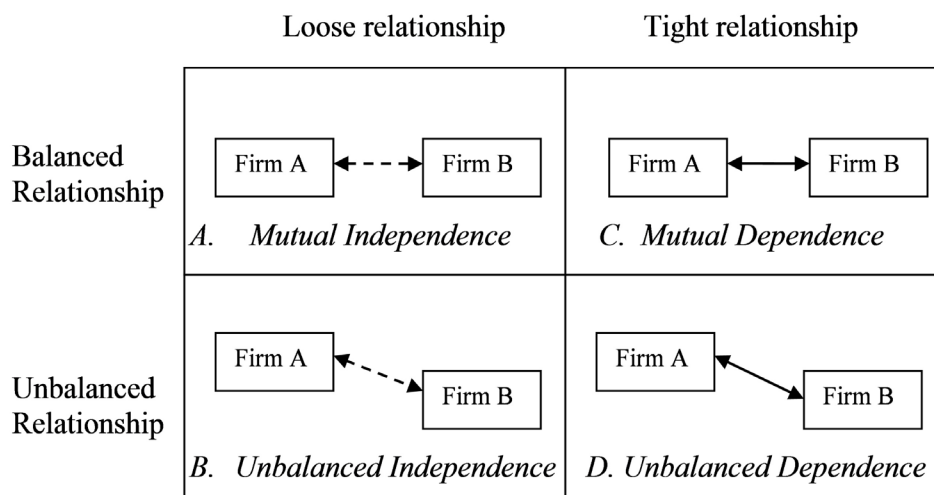 Loose relationship
Tight relationship
Balanced
Relationship
Firm A
Firm B
Firm A
Firm B
A. Mutual Independence
C. Mutual Dependence
Unbalanced
Relationship
Firm A
Firm B
Firm A
Firm B
B. Unbalanced Independence
D. Unbalanced Dependence